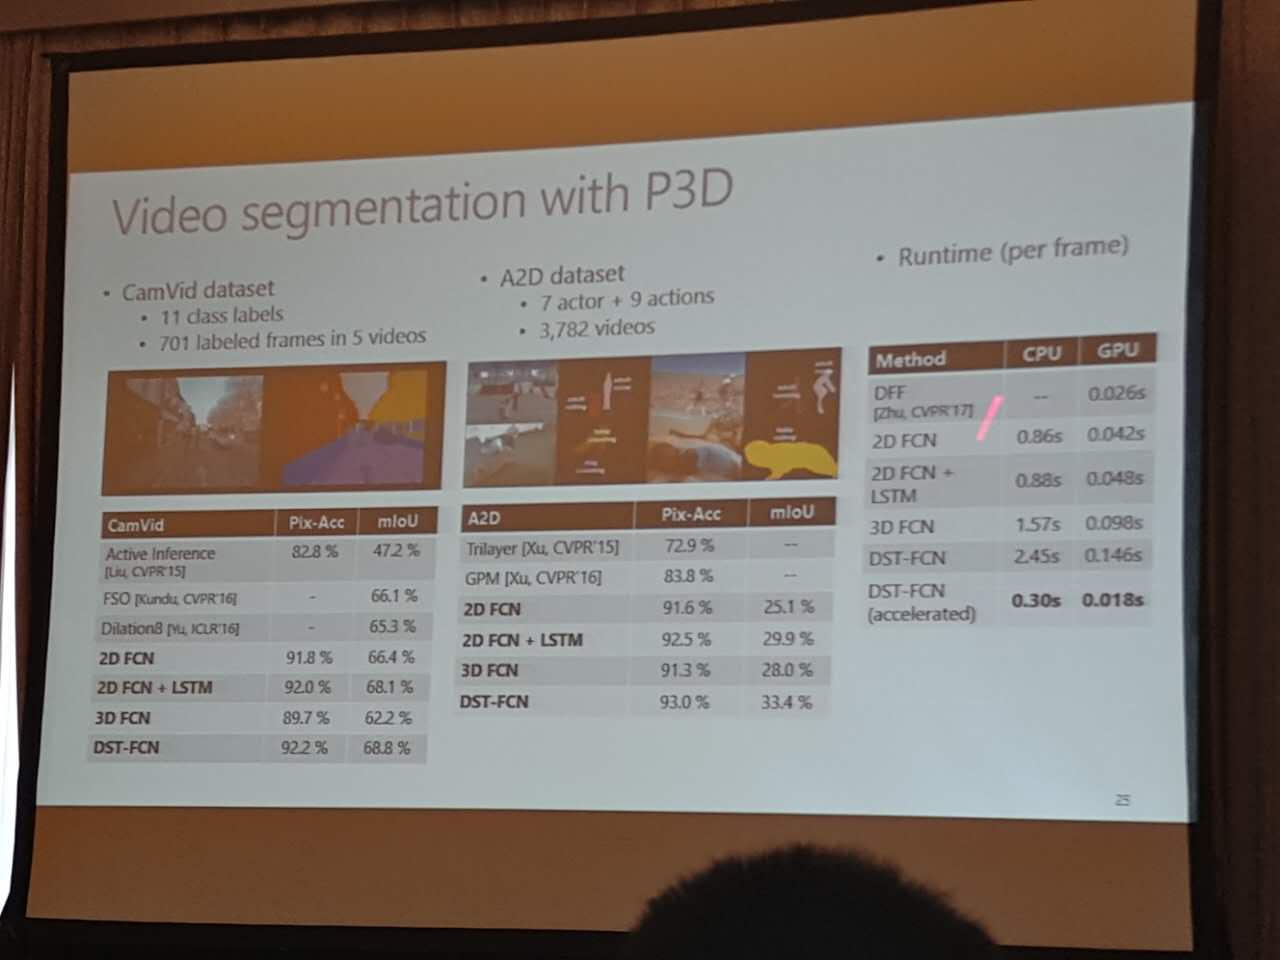 Video segmentation with P3D
• CamVid dataset
• 11 class labels
• 701 labeled frames in 5 videos
CamVid Pix-Acc mIoU
Active Inference 82.8 % 47.2 %
[Liu, CVPR'15]
FSO [Kundu, CVPR'16] - 66.1 %
Dilation8 [Yu, ICLR'16] - 65.3 %
2D FCN 91.8 % 66.4 %
2D FCN + LSTM 92.0 % 68.1 %
3D FCN 89.7 % 62.2 %
DST-FCN 92.2 % 68.8 %
• A2D dataset
• 7 actor + 9 actions
• 3,782 videos
A2D Pix-Acc mIoU
Trilayer [Xu, CVPR'15] 72.9 % --
GPM [Xu, CVPR'16] 83.8 % --
2D FCN 91.6 % 25.1 %
2D FCN + LSTM 92.5 % 29.9 %
3D FCN 91.3 % 28.0 %
DST-FCN 93.0 % 33.4 %
• Runtime (per frame)
Method CPU GPU
DFF -- 0.026s
[Zhu, CVPR'17]
2D FCN 0.86s 0.042s
2D FCN + 0.88s 0.048s
LSTM
3D FCN 1.57s 0.098s
DST-FCN 2.45s 0.146s
DST-FCN 0.30s 0.018s
(accelerated)
25